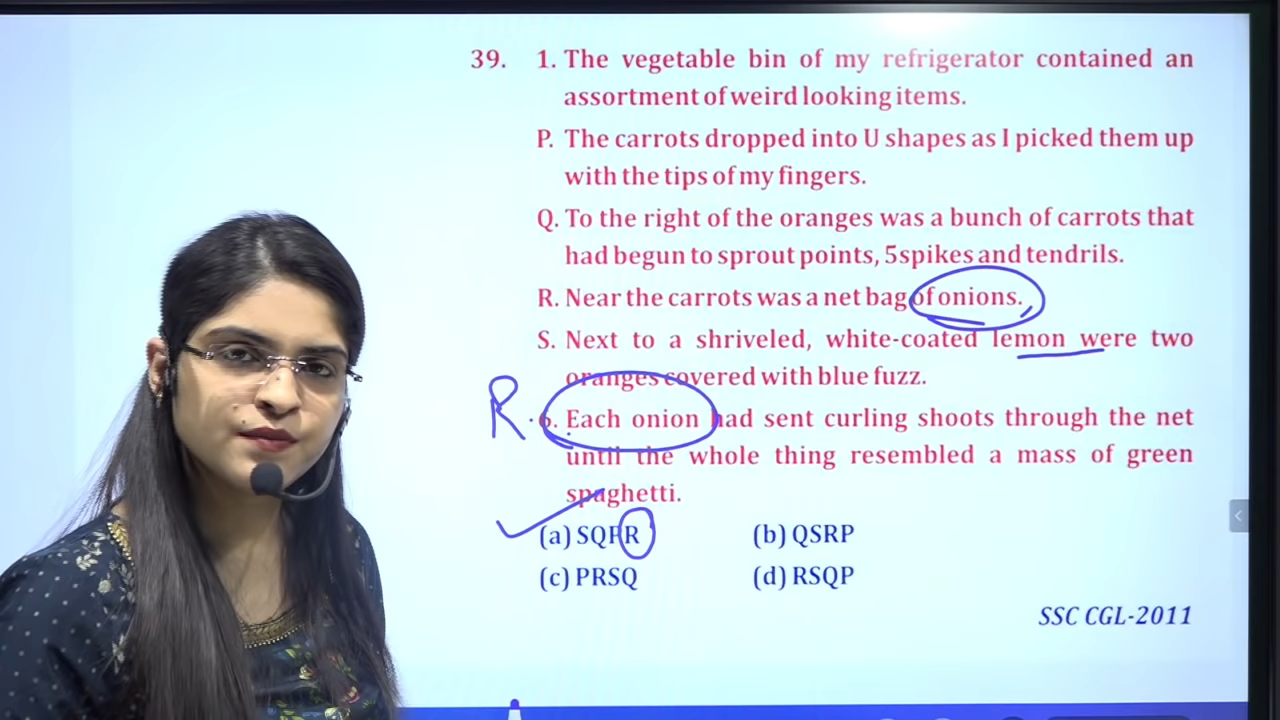 39. 1. The vegetable bin of my refrigerator contained an
assortment of weird looking items.
P. The carrots dropped into U shapes as I picked them up
with the tips of my fingers.
Q. To the right of the oranges was a bunch of carrots that
had begun to sprout points, 5spikes and tendrils.
R. Near the carrots was a net bag of onions.
S. Next to a shriveled, white-coated lemon were two
oranges covered with blue fuzz.
R 6. Each onion had sent curling shoots through the net
until the whole thing resembled a mass of green
spaghetti.
(a) SQPR (b) QSRP
(c) PRSQ (d) RSQP
SSC CGL-2011